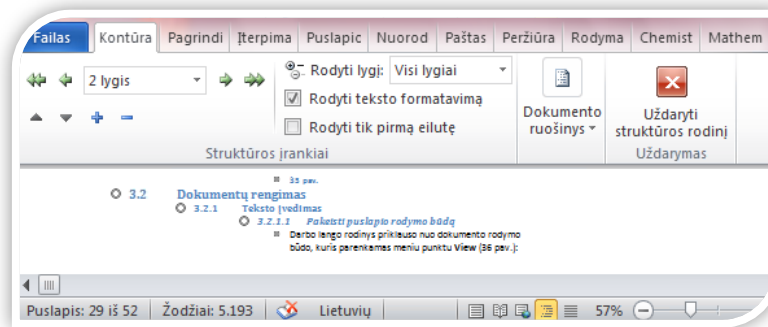 Failas Kontūra Pagrindi Įterpima Puslapic Nuorod Paštas Peržiūra Rodyma Chemist Mathem
2 lygis
Rodyti lygį: Visi lygiai
Rodyti teksto formatavimą
Rodyti tik pirmą eilutę
Struktūros įrankiai
Dokumento
ruošinys
Uždaryti
struktūros rodinį
Uždarymas
35 pav.
3.2 Dokumentų rengimas
3.2.1 Teksto įvedimas
3.2.1.1 Pakeisti puslapio rodymo būdą
Darbo lango rodinys priklauso nuo dokumento rodymo
būdo, kuris parenkamas meniu punktu View (36 pav.):
Puslapis: 29 iš 52 Žodžiai: 5.193 Lietuvių 57%